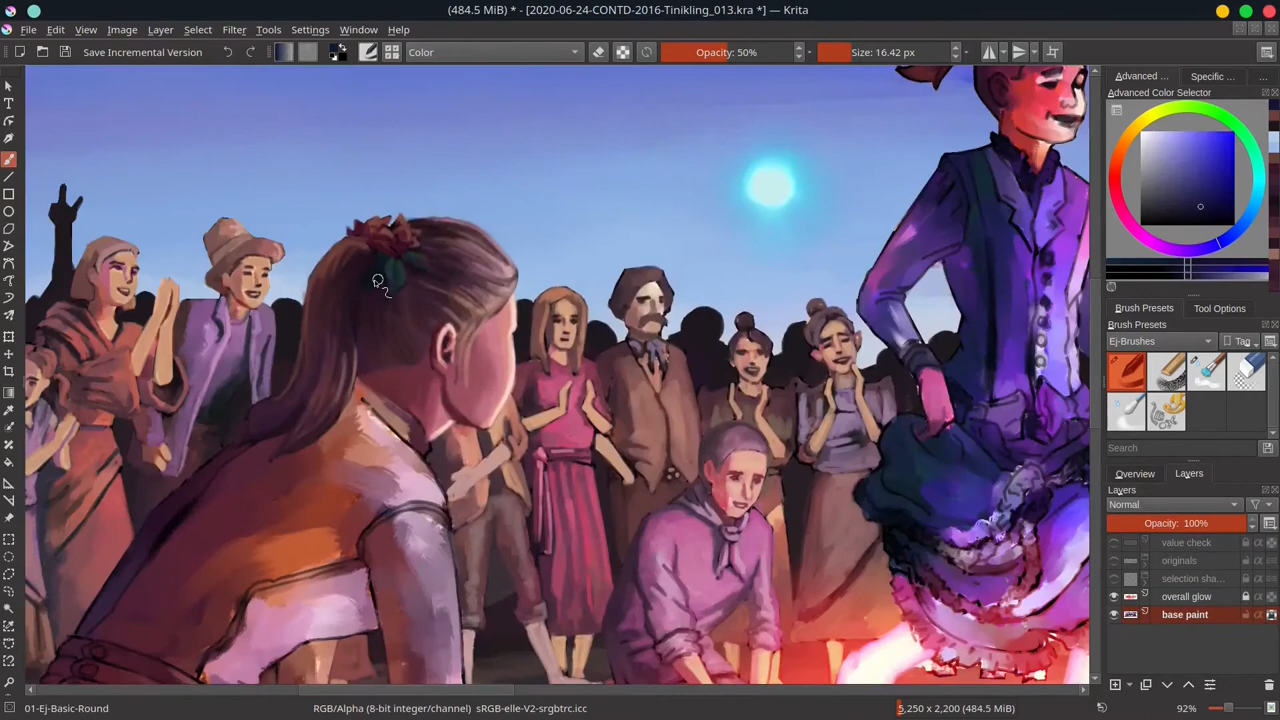 (484.5 MiB) * - [2020-06-24-CONTD-2016-Tinikling_013.kra *] — Krita
File Edit View Image Layer Select Filter Tools Settings Window Help
Save Incremental Version Color Opacity: 50% Size: 16.42 px
Advanced ... Specific ... ...
Advanced Color Selector
Brush Presets Tool Options
Brush Presets
Ej-Brushes Tag
Search
Overview Layers
Layers
Normal
Opacity: 100%
value check
originals
selection sha...
overall glow
base paint
01-Ej-Basic-Round RGB/Alpha (8-bit integer/channel) sRGB-elle-V2-srgbtrc.icc 5,250 x 2,200 (484.5 MiB) 92%